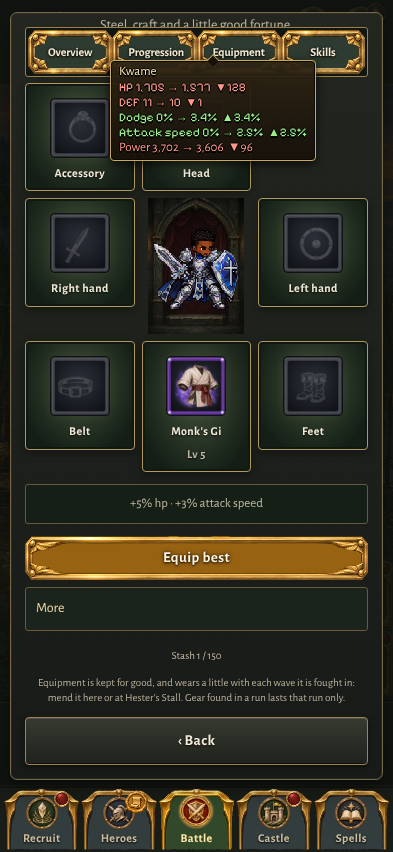 Steel, craft and a little good fortune
Overview
Progression
Equipment
Skills
Kwame
HP 1,705 → 1,577 ▼128
DEF 11 → 10 ▼1
Dodge 0% → 3.4% ▲3.4%
Attack speed 0% → 2.5% ▲2.5%
Power 3,702 → 3,606 ▼96
Accessory
Head
Right hand
Left hand
Belt
Monk's Gi
Lv 5
Feet
+5% hp · +3% attack speed
Equip best
More
Stash 1 / 150
Equipment is kept for good, and wears a little with each wave it is fought in:
mend it here or at Hester's Stall. Gear found in a run lasts that run only.
‹ Back
Recruit
Heroes
Battle
Castle
Spells